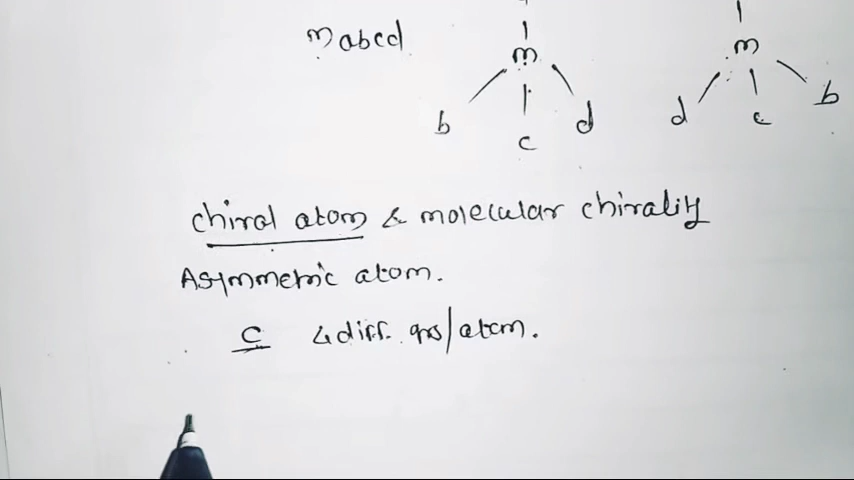 mabcd
m m
b c d d c b
chiral atom & molecular chirality
Asymmetric atom.
C 4 diff. grs/atom.